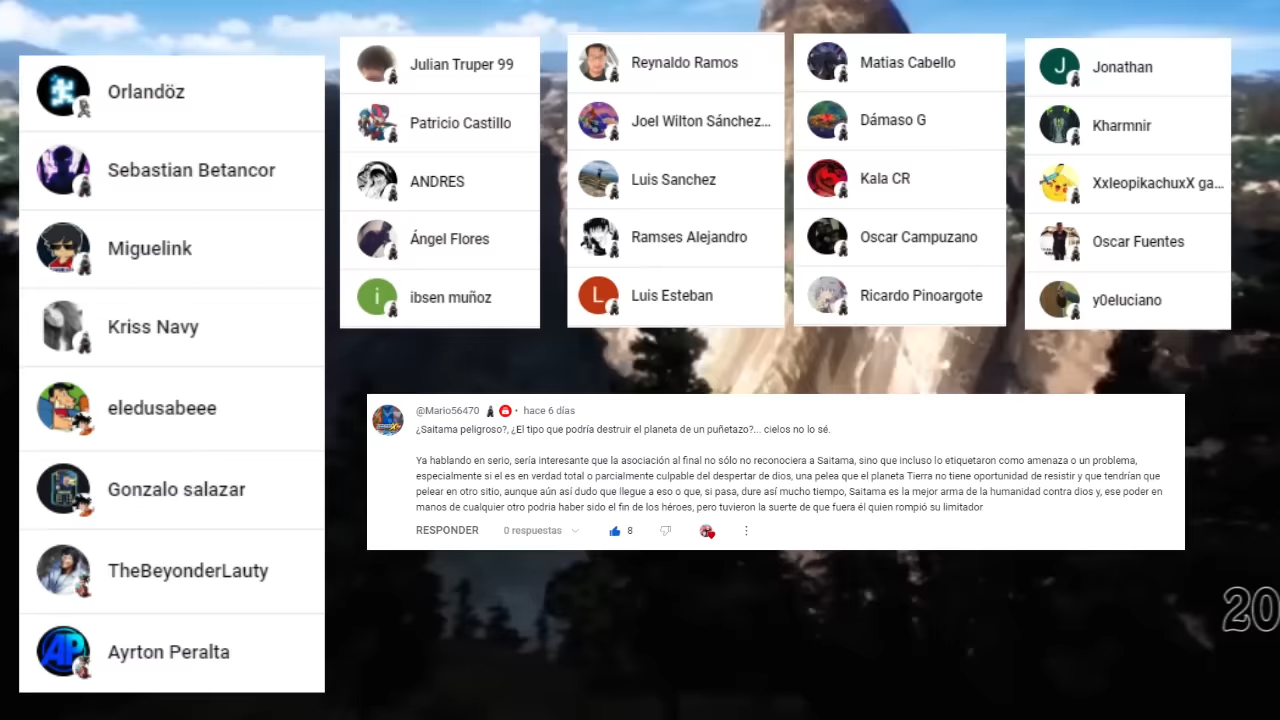 Orlandöz
Sebastian Betancor
Miguelink
Kriss Navy
eledusabeee
Gonzalo salazar
TheBeyonderLauty
AP
Ayrton Peralta
Julian Truper 99
Patricio Castillo
ANDRES
Ángel Flores
i
ibsen muñoz
Reynaldo Ramos
Joel Wilton Sánchez...
Luis Sanchez
Ramses Alejandro
L
Luis Esteban
Matias Cabello
Dámaso G
Kala CR
Oscar Campuzano
Ricardo Pinoargote
J
Jonathan
Kharmnir
XxleopikachuxX ga...
Oscar Fuentes
y0eluciano
@Mario56470 • hace 6 días
¿Saitama peligroso?, ¿El tipo que podría destruir el planeta de un puñetazo?... cielos no lo sé.
Ya hablando en serio, sería interesante que la asociación al final no sólo no reconociera a Saitama, sino que incluso lo etiquetaron como amenaza o un problema,
especialmente si el es en verdad total o parcialmente culpable del despertar de dios, una pelea que el planeta Tierra no tiene oportunidad de resistir y que tendrían que
pelear en otro sitio, aunque aún así dudo que llegue a eso o que, si pasa, dure así mucho tiempo, Saitama es la mejor arma de la humanidad contra dios y, ese poder en
manos de cualquier otro podria haber sido el fin de los héroes, pero tuvieron la suerte de que fuera él quien rompió su limitador
RESPONDER 0 respuestas 8
20